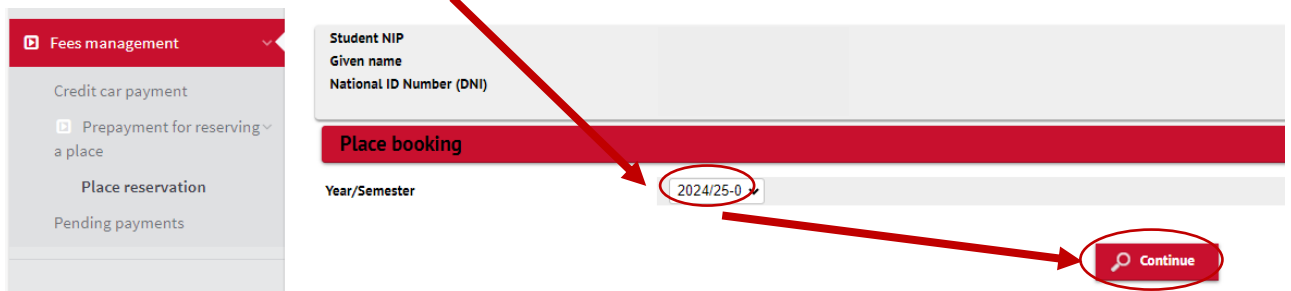 Fees management
Credit car payment
Prepayment for reserving
a place
Place reservation
Pending payments
Student NIP
Given name
National ID Number (DNI)
Place booking
Year/Semester
2024/25-0
Continue